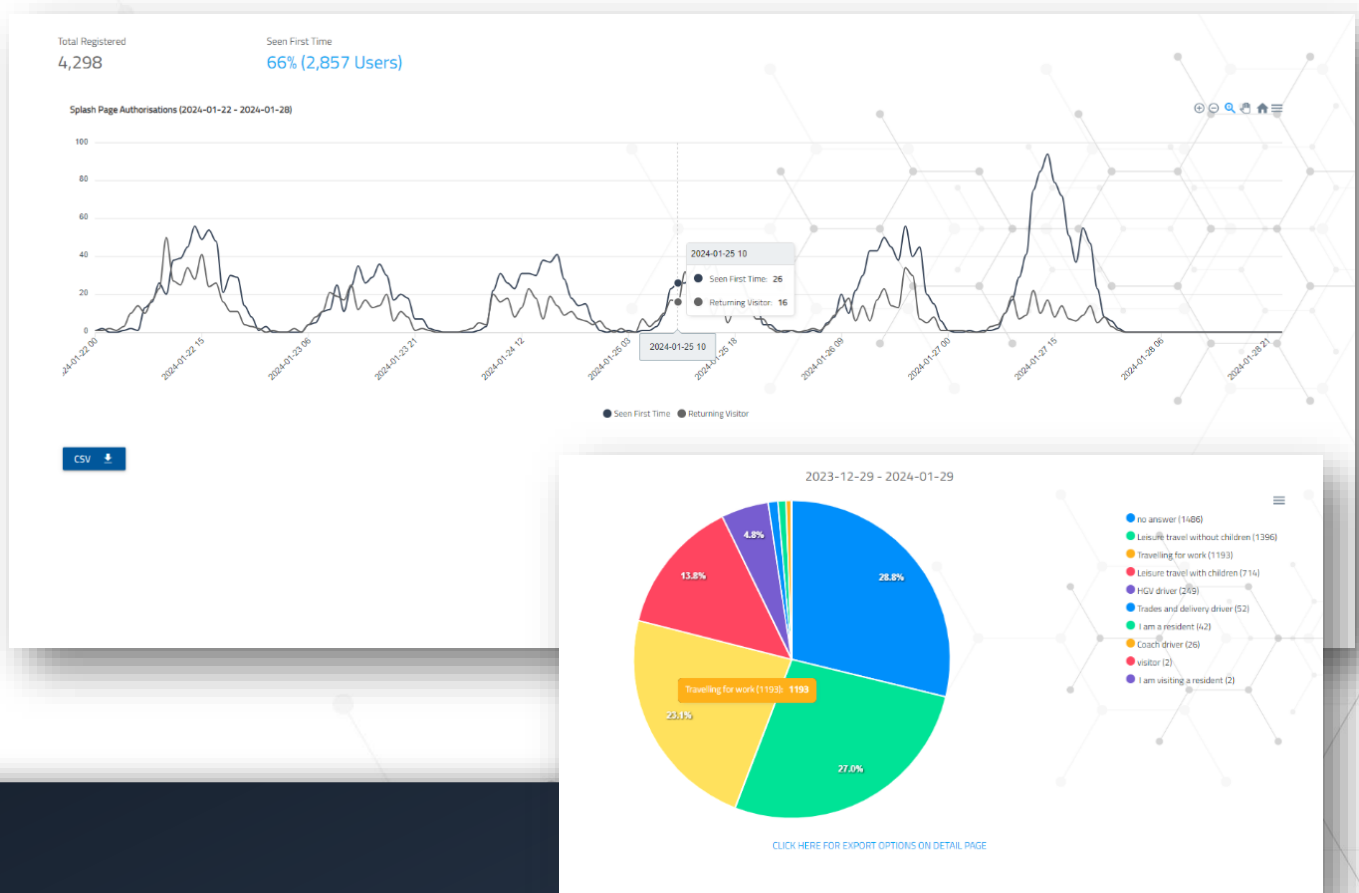 Total Registered
4,298
Seen First Time
66% (2,857 Users)
Splash Page Authorisations (2024-01-22 - 2024-01-28)
100
80
60
40
20
0
2024-01-25 10
Seen First Time: 26
Returning Visitor: 16
2024-01-25 10
2024-01-22 00
2024-01-22 15
2024-01-23 06
2024-01-23 21
2024-01-24 12
2024-01-25 03
2024-01-25 18
2024-01-26 09
2024-01-27 00
2024-01-27 15
2024-01-28 06
2024-01-28 21
Seen First Time
Returning Visitor
CSV
2023-12-29 - 2024-01-29
4.8%
13.8%
28.8%
Travelling for work (1193): 1193
23.1%
27.0%
no answer (1486)
Leisure travel without children (1396)
Travelling for work (1193)
Leisure travel with children (714)
HGV driver (249)
Trades and delivery driver (52)
I am a resident (42)
Coach driver (26)
visitor (2)
I am visiting a resident (2)
CLICK HERE FOR EXPORT OPTIONS ON DETAIL PAGE